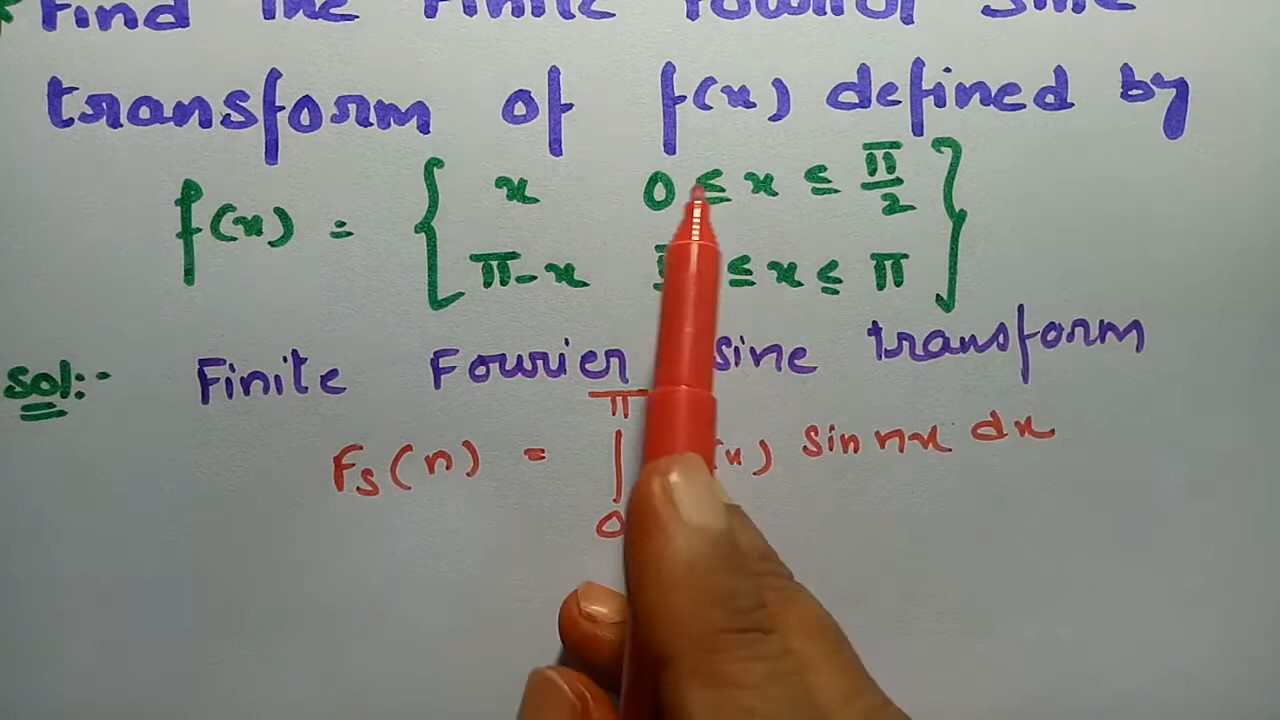 Find the Finite Fourier Sine
transform of f(x) defined by
f(x) = { x 0 ≤ x ≤ π/2
π-x ≤ x ≤ π }
Sol:- Finite Fourier sine transform
Fs(n) = ∫ 0 π (x) sin nx dx